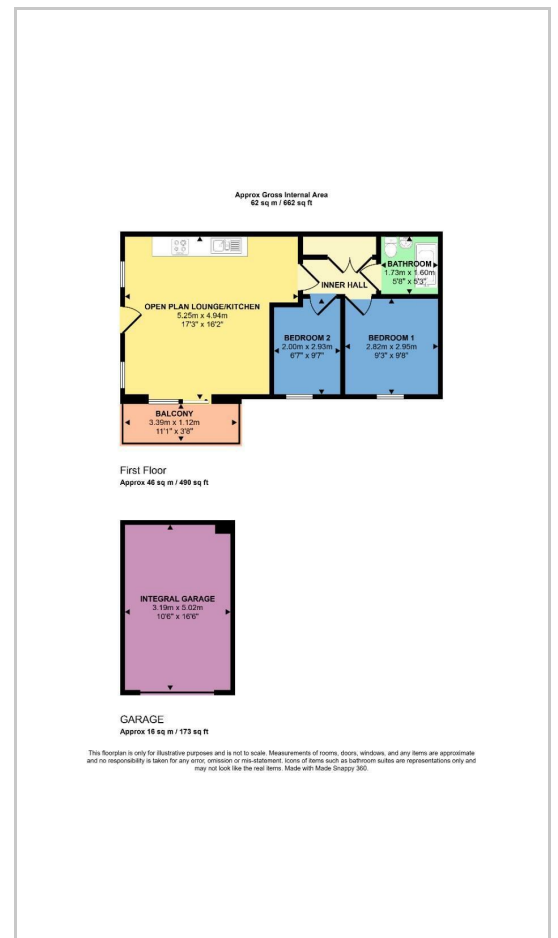 Approx Gross Internal Area
62 sq m / 662 sq ft
BATHROOM
1.73m x 1.60m
5'8" x 5'3"
INNER HALL
OPEN PLAN LOUNGE/KITCHEN
5.25m x 4.94m
17'3" x 16'2"
BEDROOM 2
2.00m x 2.93m
6'7" x 9'7"
BEDROOM 1
2.82m x 2.95m
9'3" x 9'8"
BALCONY
3.39m x 1.12m
11'1" x 3'8"
First Floor
Approx 46 sq m / 490 sq ft
INTEGRAL GARAGE
3.19m x 5.02m
10'6" x 16'6"
GARAGE
Approx 16 sq m / 173 sq ft
This floorplan is only for illustrative purposes and is not to scale. Measurements of rooms, doors, windows, and any items are approximate
and no responsibility is taken for any error, omission or mis-statement. Icons of items such as bathroom suites are representations only and
may not look like the real items. Made with Made Snappy 360.